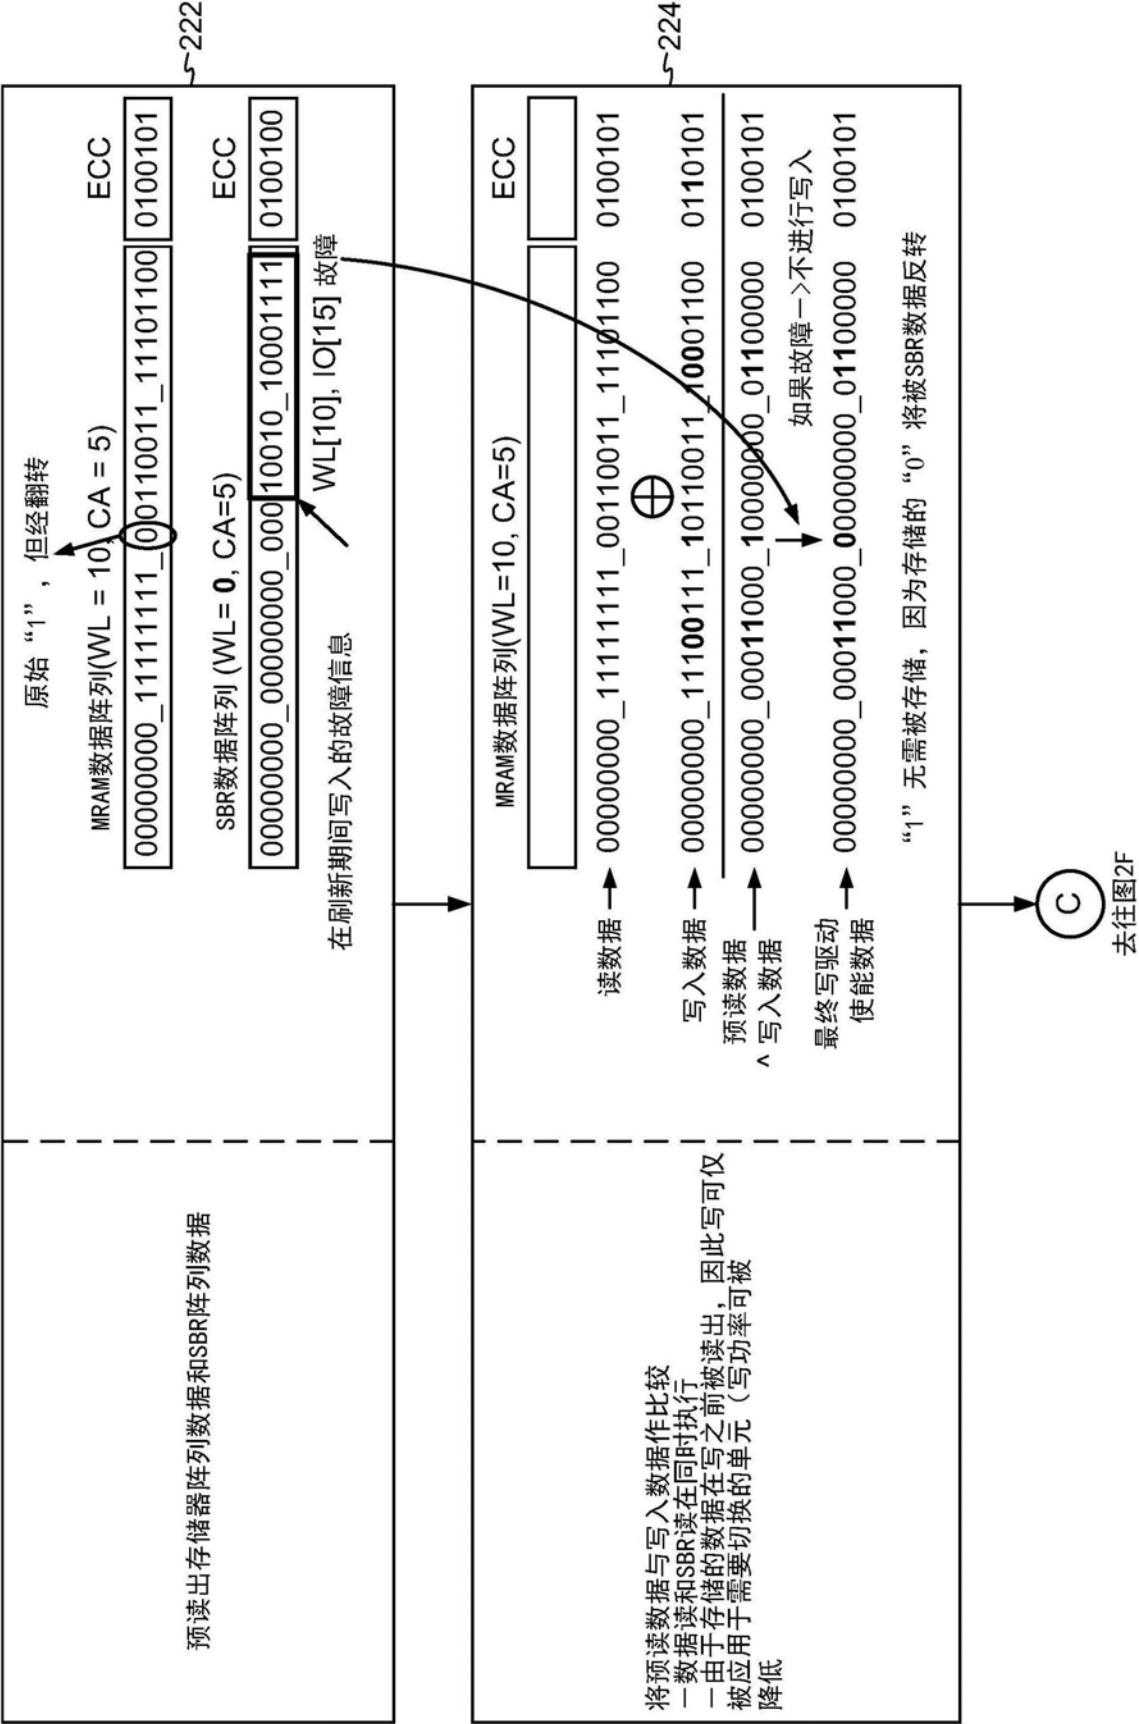 222
预读出存储器阵列数据和SBR阵列数据
原始“1”，但经翻转
MRAM数据阵列(WL = 10, CA = 5) ECC
00000000_11111111_00110011_11101100 0100101
SBR数据阵列 (WL= 0, CA=5) ECC
00000000_00000000_00010010_10001111 0100100
WL[10], IO[15] 故障
在刷新期间写入的故障信息
224
将预读数据与写入数据作比较
－数据读和SBR读在同时执行
－由于存储的数据在写之前被读出，因此写可仅
被应用于需要切换的单元（写功率可被
降低
MRAM数据阵列(WL=10, CA=5) ECC
读数据 00000000_11111111_00110011_11101100 0100101
写入数据 00000000_11100111_10110011_10001100 0110101
预读数据
^ 写入数据 00000000_00011000_10000000_01100000 0100101
如果故障－>不进行写入
最终写驱动
使能数据 00000000_00011000_00000000_01100000 0100101
“1”无需被存储，因为存储的“0”将被SBR数据反转
C
去往图2F